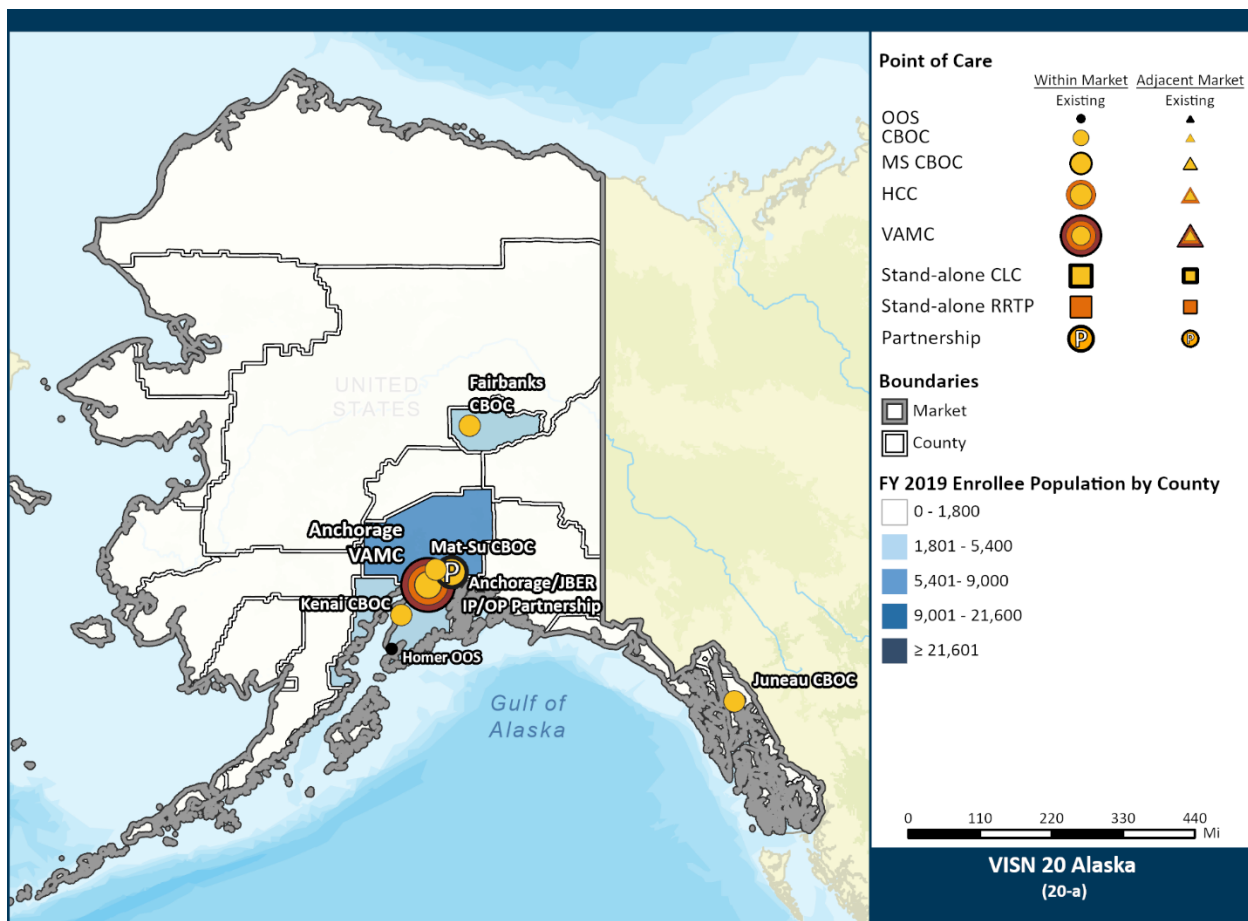 UNITED
STATES
Fairbanks
CBOC
Anchorage
VAMC
Mat-Su CBOC
P
Anchorage/JBER
IP/OP Partnership
Kenai CBOC
Homer OOS
Juneau CBOC
Gulf of
Alaska
Point of Care
Within Market Adjacent Market
Existing Existing
OOS
CBOC
MS CBOC
HCC
VAMC
Stand-alone CLC
Stand-alone RRTP
Partnership P P
Boundaries
Market
County
FY 2019 Enrollee Population by County
0 - 1,800
1,801 - 5,400
5,401- 9,000
9,001 - 21,600
≥ 21,601
0 110 220 330 440
Mi
VISN 20 Alaska
(20-a)